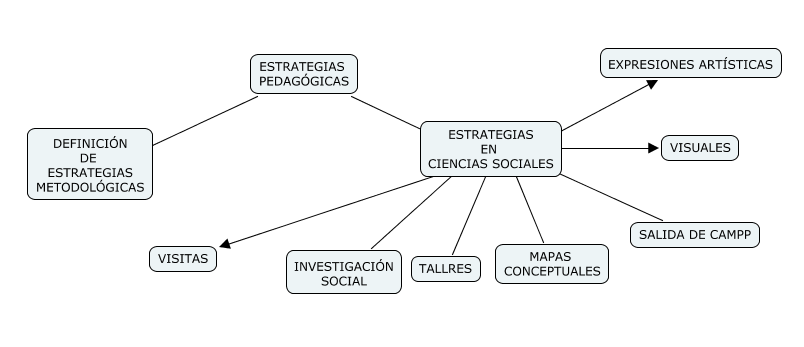 ESTRATEGIAS
PEDAGÓGICAS
EXPRESIONES ARTÍSTICAS
DEFINICIÓN
DE
ESTRATEGIAS
METODOLÓGICAS
ESTRATEGIAS
EN
CIENCIAS SOCIALES
VISUALES
SALIDA DE CAMPP
VISITAS
INVESTIGACIÓN
SOCIAL
TALLRES
MAPAS
CONCEPTUALES